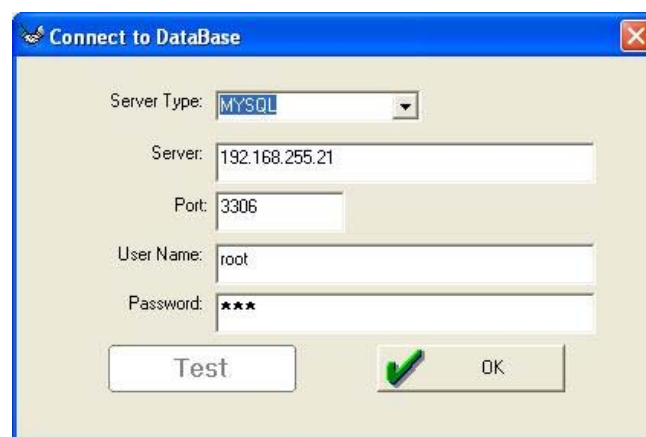 Connect to DataBase
Server Type: MYSQL
Server: 192.168.255.21
Port: 3306
User Name: root
Password: ***
Test OK